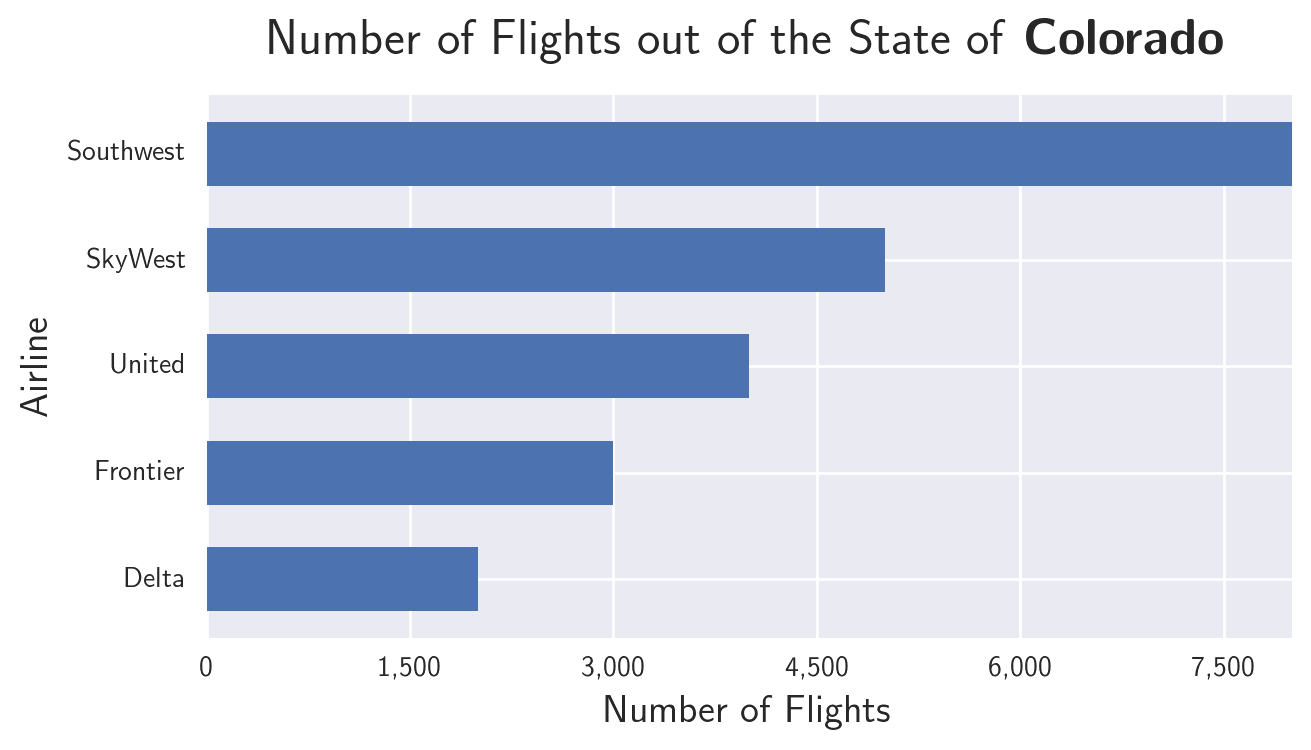 Number of Flights out of the State of Colorado
Southwest
SkyWest
United
Frontier
Delta
Airline
0 1,500 3,000 4,500 6,000 7,500
Number of Flights